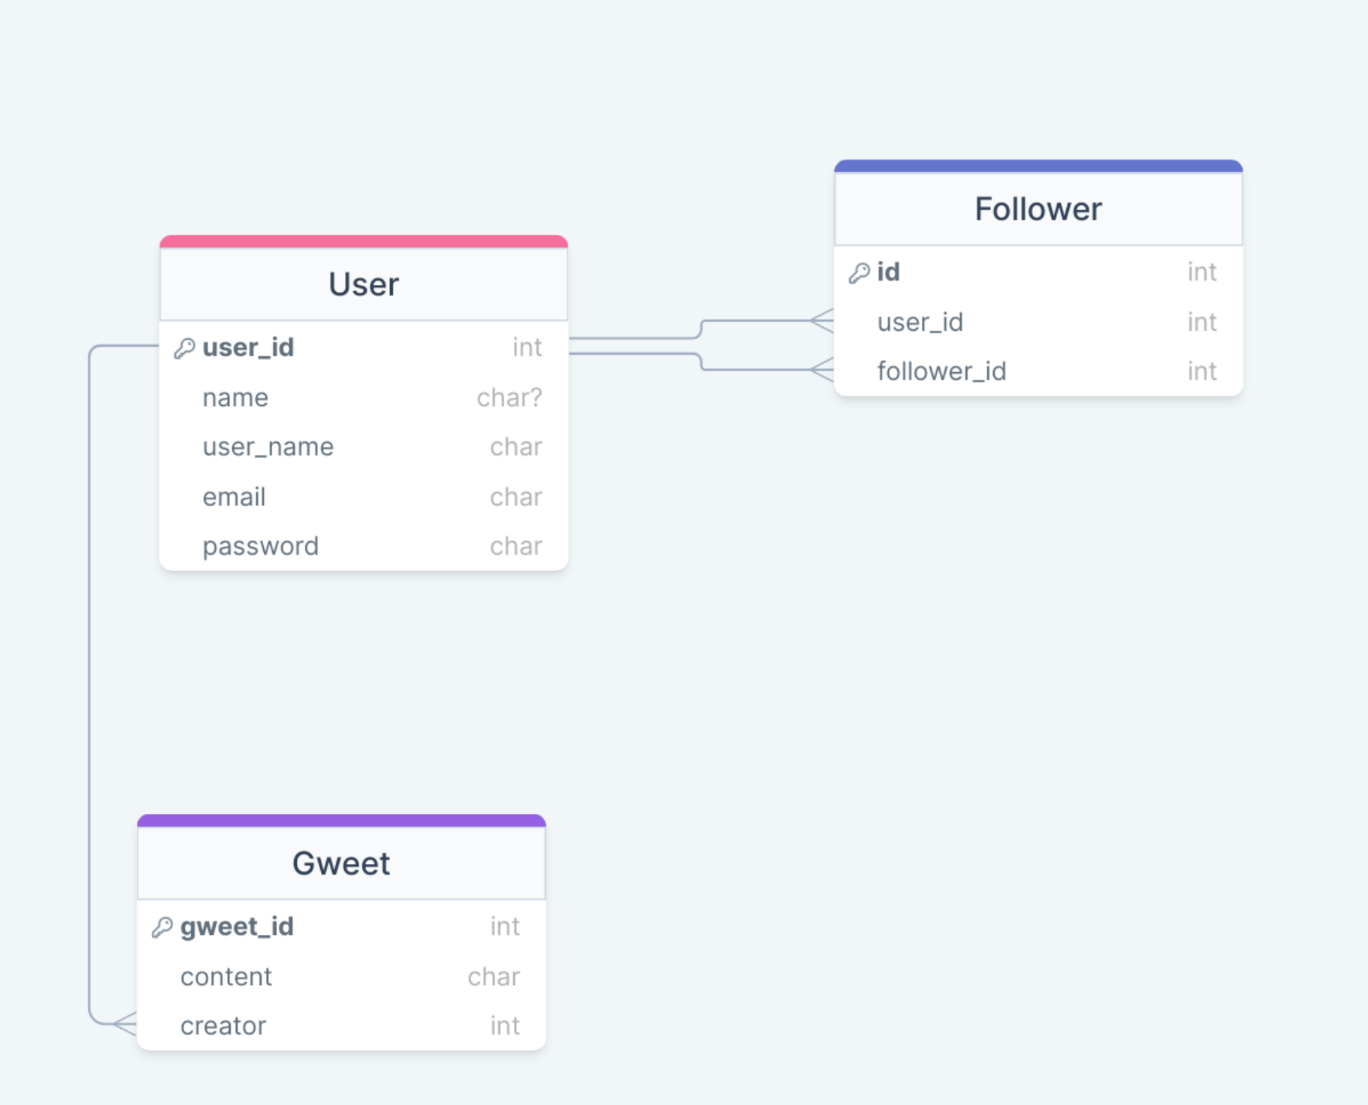 Follower
id int
user_id int
follower_id int
User
user_id int
name char?
user_name char
email char
password char
Gweet
gweet_id int
content char
creator int